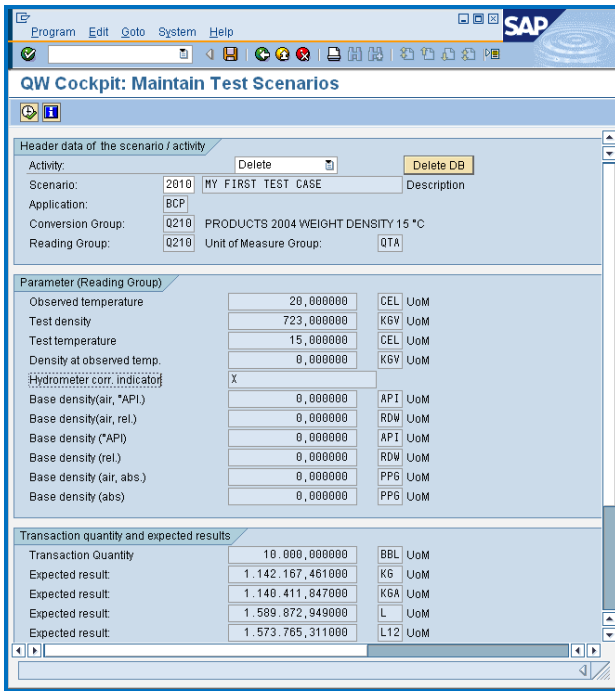 Program Edit Goto System Help
SAP
QW Cockpit: Maintain Test Scenarios
Header data of the scenario / activity
Activity: Delete Delete DB
Scenario: 2010 MY FIRST TEST CASE Description
Application: BCP
Conversion Group: Q210 PRODUCTS 2004 WEIGHT DENSITY 15 °C
Reading Group: Q210 Unit of Measure Group: QTA
Parameter (Reading Group)
Observed temperature 20,000000 CEL UoM
Test density 723,000000 KGV UoM
Test temperature 15,000000 CEL UoM
Density at observed temp. 0,000000 KGV UoM
Hydrometer corr. indicator X
Base density(air, °API.) 0,000000 API UoM
Base density(air, rel.) 0,000000 RDW UoM
Base density (°API) 0,000000 API UoM
Base density (rel.) 0,000000 RDW UoM
Base density (air, abs.) 0,000000 PPG UoM
Base density (abs) 0,000000 PPG UoM
Transaction quantity and expected results
Transaction Quantity 10.000,000000 BBL UoM
Expected result: 1.142.167,461000 KG UoM
Expected result: 1.140.411,847000 KGA UoM
Expected result: 1.589.872,949000 L UoM
Expected result: 1.573.765,311000 L12 UoM